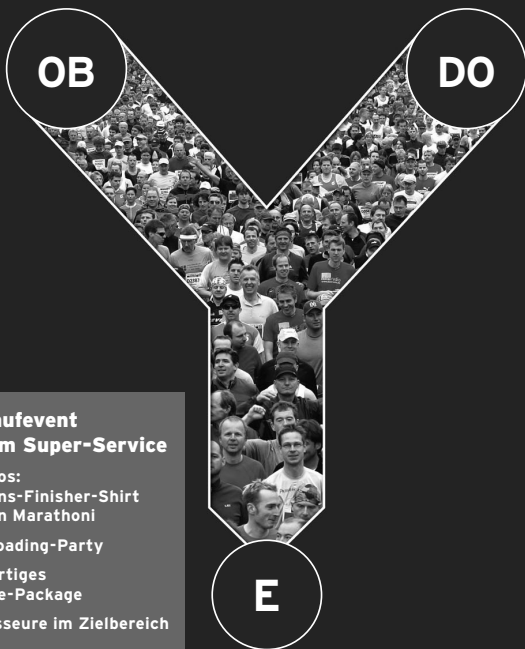 OB
DO
E
aufevent
m Super-Service
os:
ns-Finisher-Shirt
n Marathoni
oading-Party
rtiges
e-Package
sseure im Zielbereich